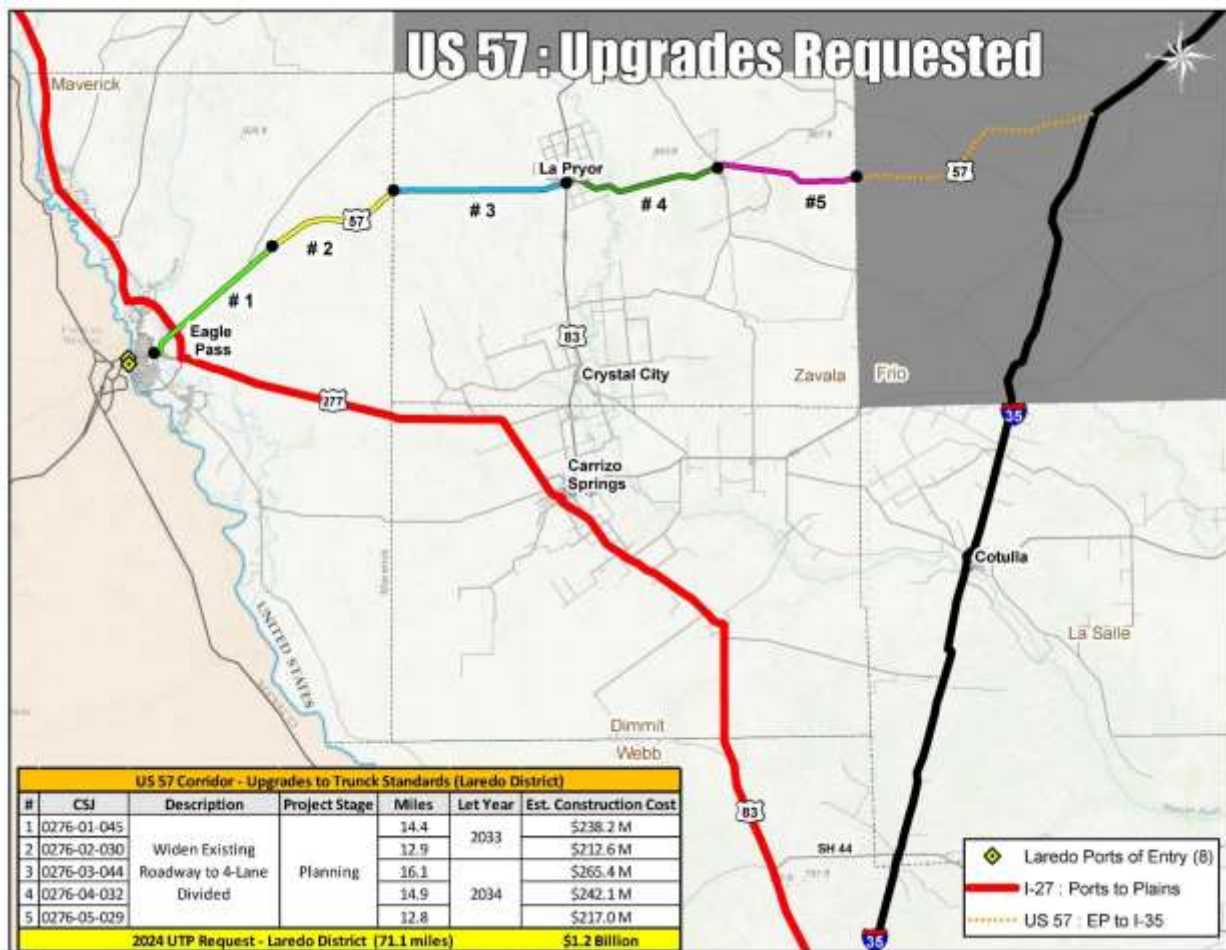 US 57 : Upgrades Requested
Maverick
La Pryor
57
57
# 1
# 2
# 3
# 4
#5
Eagle
Pass
277
83
Crystal City
Zavala
Frio
35
Carrizo
Springs
Maverick
Cotulla
La Salle
UNITED STATES
MEXICO
Dimmit
Webb
83
SH 44
35
US 57 Corridor - Upgrades to Trunck Standards (Laredo District)
# CSJ Description Project Stage Miles Let Year Est. Construction Cost
1 0276-01-045 Widen Existing Roadway to 4-Lane Divided Planning 14.4 2033 $238.2 M
2 0276-02-030 12.9 $212.6 M
3 0276-03-044 16.1 2034 $265.4 M
4 0276-04-032 14.9 $242.1 M
5 0276-05-029 12.8 $217.0 M
2024 UTP Request - Laredo District (71.1 miles) $1.2 Billion
Laredo Ports of Entry (8)
I-27 : Ports to Plains
US 57 : EP to I-35